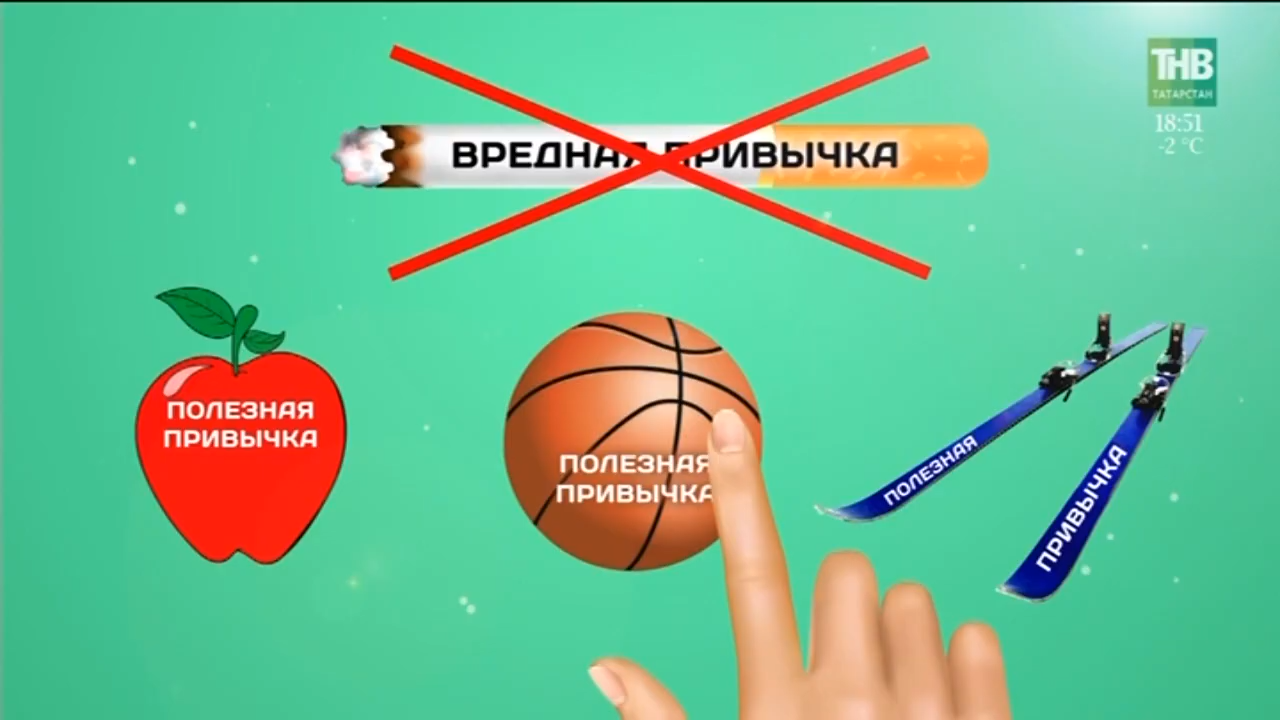 ТНВ
ТАТАРСТАН
18:51
-2 °C
ВРЕДНАЯ ПРИВЫЧКА
ПОЛЕЗНАЯ
ПРИВЫЧКА
ПОЛЕЗНАЯ
ПРИВЫЧКА
ПОЛЕЗНАЯ
ПРИВЫЧКА